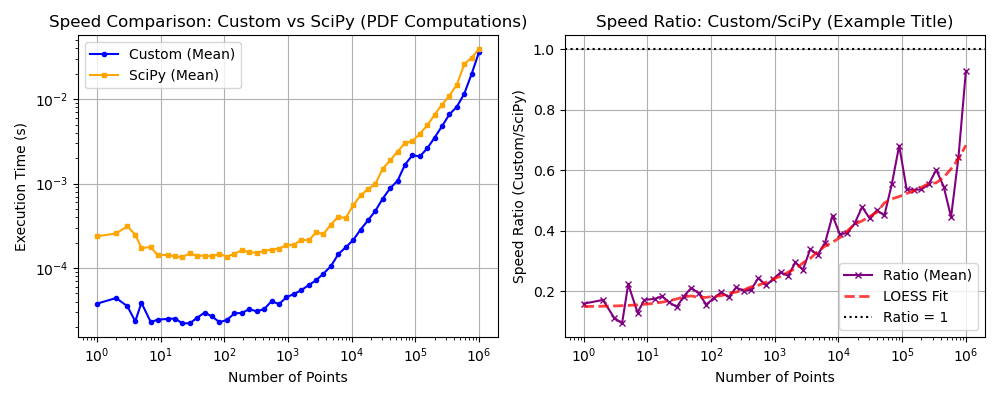 Speed Comparison: Custom vs SciPy (PDF Computations)
Custom (Mean)
SciPy (Mean)
Execution Time (s)
10⁻²
10⁻³
10⁻⁴
10⁰ 10¹ 10² 10³ 10⁴ 10⁵ 10⁶
Number of Points
Speed Ratio: Custom/SciPy (Example Title)
Speed Ratio (Custom/SciPy)
1.0
0.8
0.6
0.4
0.2
Ratio (Mean)
LOESS Fit
Ratio = 1
10⁰ 10¹ 10² 10³ 10⁴ 10⁵ 10⁶
Number of Points